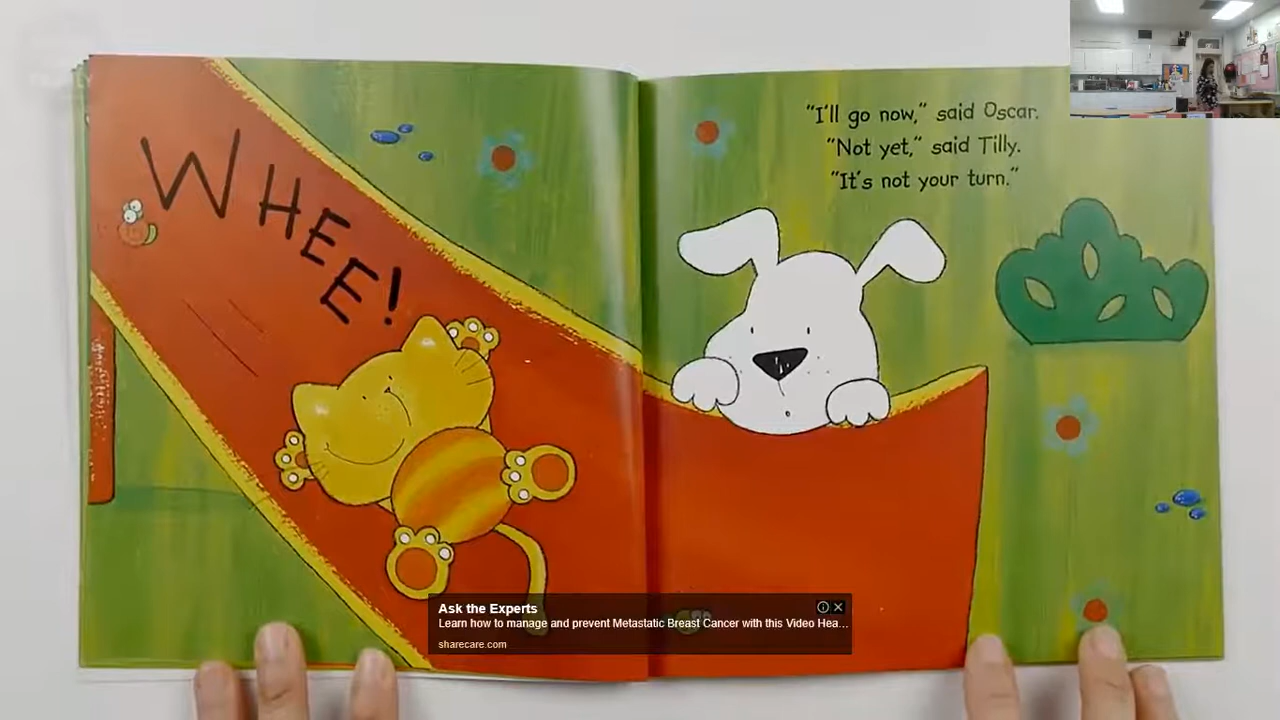 WHEE!
"I'll go now," said Oscar.
"Not yet," said Tilly.
"It's not your turn."
Ask the Experts
Learn how to manage and prevent Metastatic Breast Cancer with this Video Hea...
sharecare.com